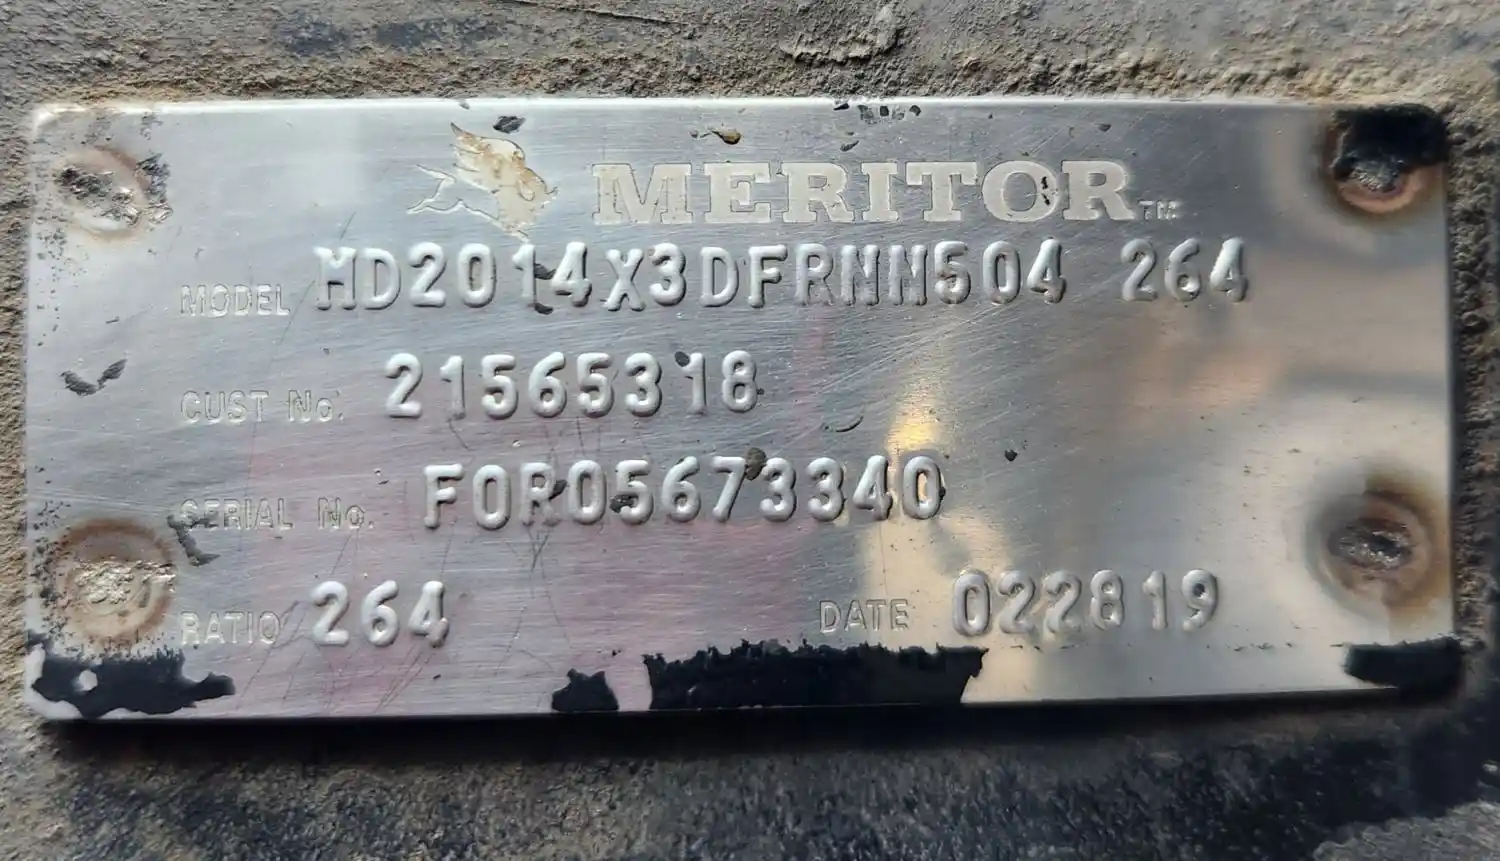 MERITOR™
MODEL MD2014X3DFRNN504 264
CUST No. 21565318
SERIAL No. FOR05673340
RATIO 264 DATE 022819